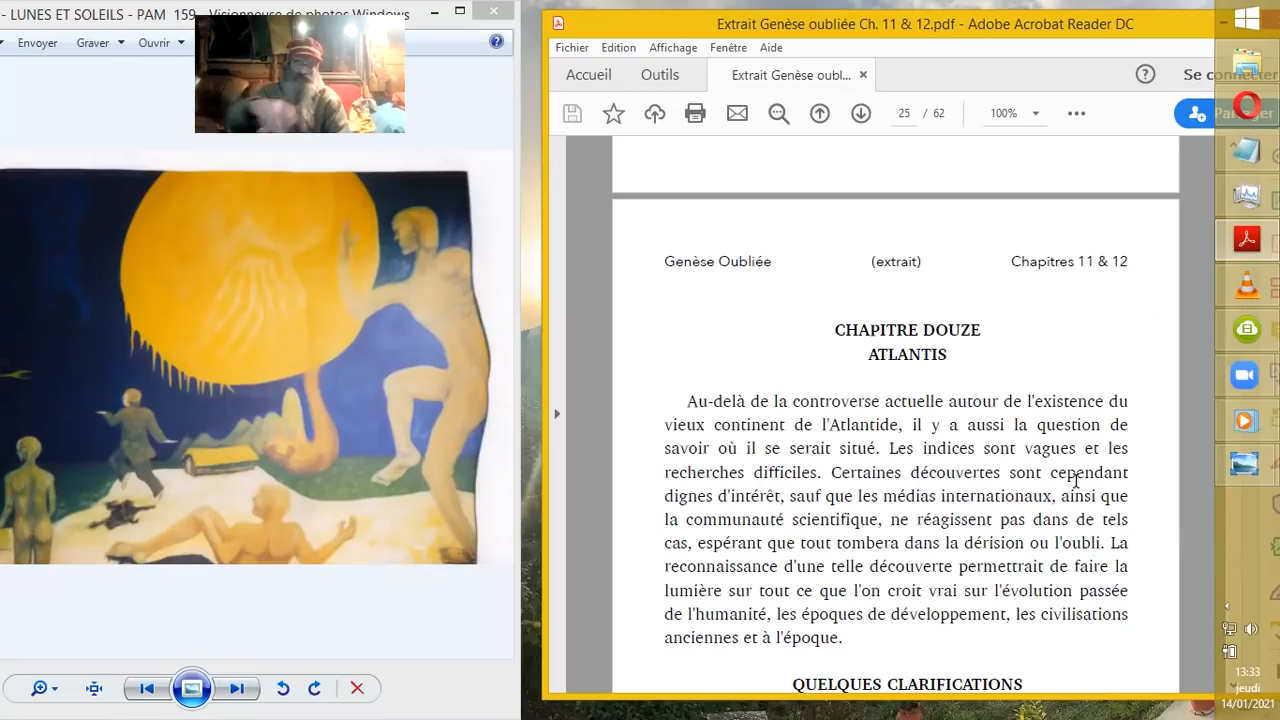 LUNES ET SOLEILS - PAM 159 - Visionneuse de photos Windows
Envoyer Graver Ouvrir
Extrait Genèse oubliée Ch. 11 & 12.pdf - Adobe Acrobat Reader DC
Fichier Edition Affichage Fenêtre Aide
Accueil Outils Extrait Genèse oubl... Se connecter
25 / 62 100% Partager
Genèse Oubliée (extrait) Chapitres 11 & 12
CHAPITRE DOUZE
ATLANTIS
Au-delà de la controverse actuelle autour de l'existence du
vieux continent de l'Atlantide, il y a aussi la question de
savoir où il se serait situé. Les indices sont vagues et les
recherches difficiles. Certaines découvertes sont cependant
dignes d'intérêt, sauf que les médias internationaux, ainsi que
la communauté scientifique, ne réagissent pas dans de tels
cas, espérant que tout tombera dans la dérision ou l'oubli. La
reconnaissance d'une telle découverte permettrait de faire la
lumière sur tout ce que l'on croit vrai sur l'évolution passée
de l'humanité, les époques de développement, les civilisations
anciennes et à l'époque.
QUELQUES CLARIFICATIONS
13:33
jeudi
14/01/2021